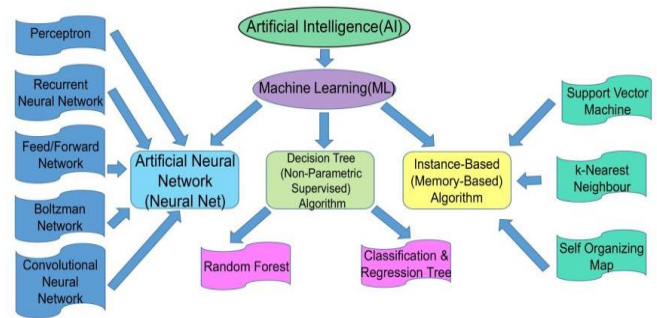 Artificial Intelligence(AI)
Machine Learning(ML)
Perceptron
Recurrent
Neural Network
Feed/Forward
Network
Boltzman
Network
Convolutional
Neural
Network
Artificial Neural
Network
(Neural Net)
Decision Tree
(Non-Parametric
Supervised)
Algorithm
Instance-Based
(Memory-Based)
Algorithm
Support Vector
Machine
k-Nearest
Neighbour
Self Organizing
Map
Random Forest
Classification &
Regression Tree